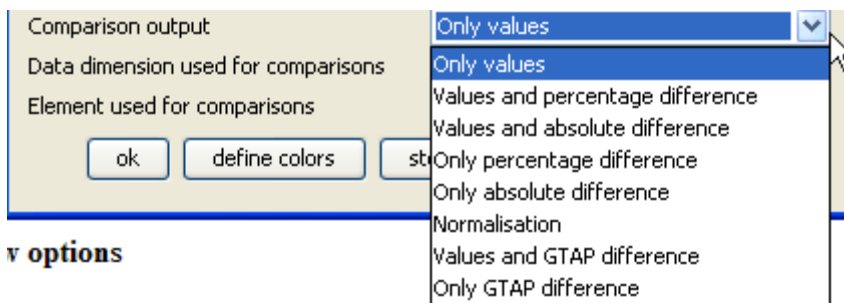 Comparison output Only values
Data dimension used for comparisons Only values
Element used for comparisons Values and percentage difference
Values and absolute difference
ok define colors Only percentage difference
Only absolute difference
Normalisation
options Values and GTAP difference
Only GTAP difference